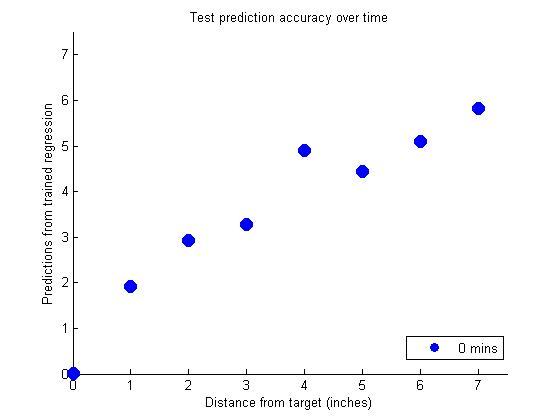 Test prediction accuracy over time
Predictions from trained regression
7
6
5
4
3
2
1
0
0 1 2 3 4 5 6 7
Distance from target (inches)
0 mins